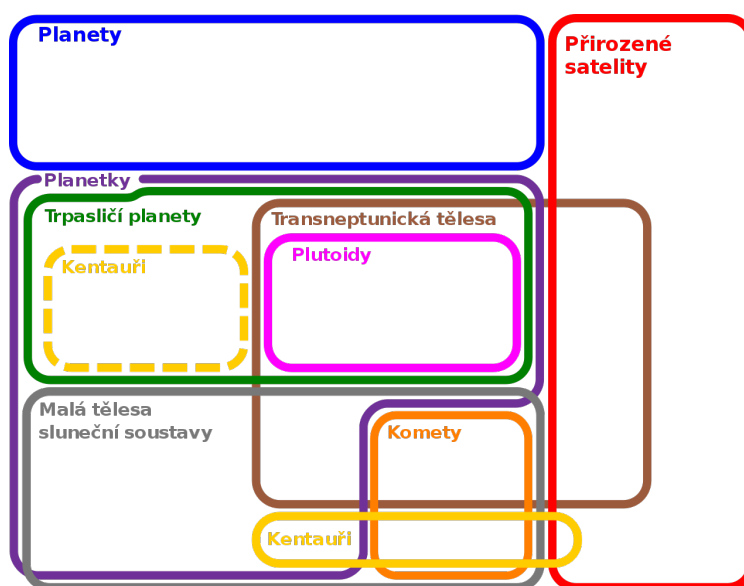 Planety
Přirozené
satelity
Planetky
Trpasličí planety
Transneptunická tělesa
Kentauři
Plutoidy
Malá tělesa
sluneční soustavy
Komety
Kentauři